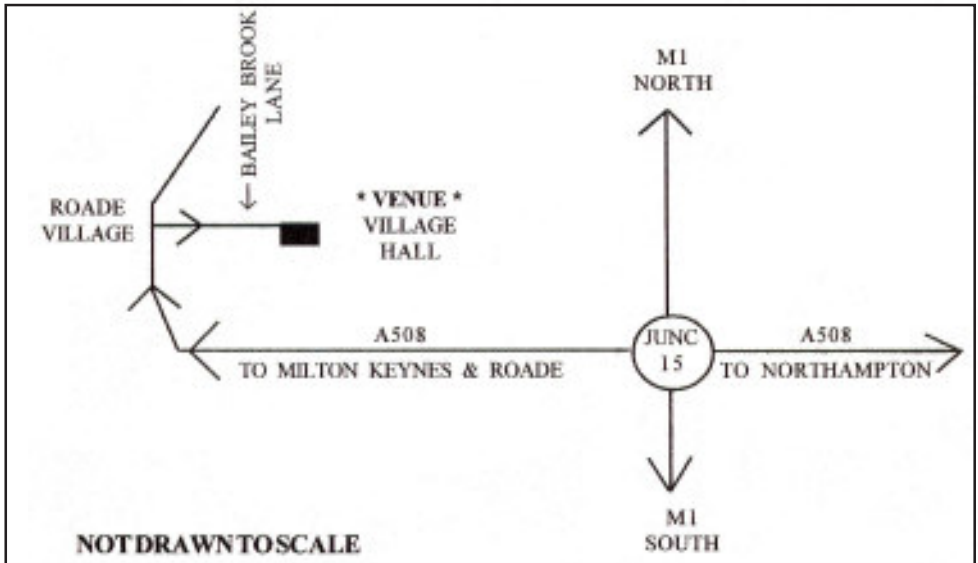 BAILEY BROOK
LANE
M1
NORTH
ROADE
VILLAGE
* VENUE *
VILLAGE
HALL
A508
TO MILTON KEYNES & ROADE
JUNC
15
A508
TO NORTHAMPTON
M1
SOUTH
NOT DRAWN TO SCALE